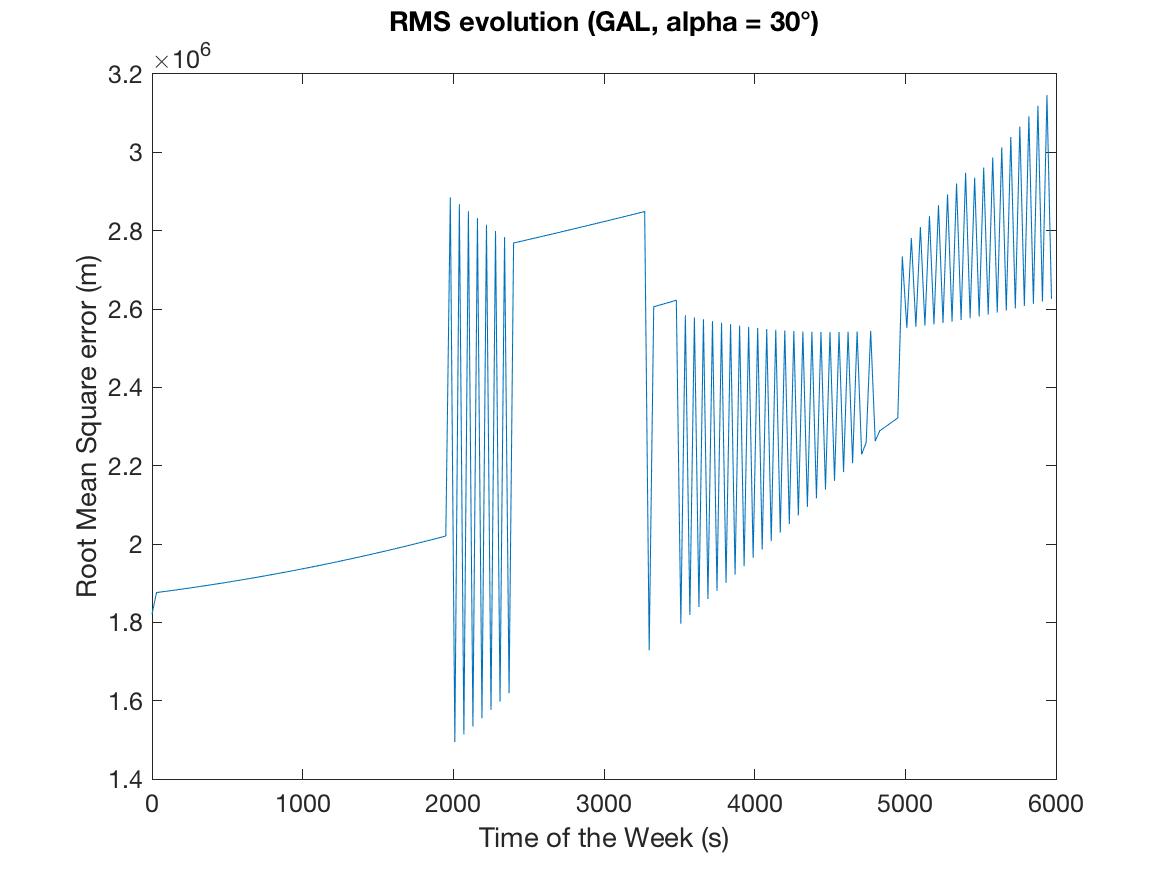 RMS evolution (GAL, alpha = 30°)
×10⁶
3.2
3
2.8
2.6
2.4
2.2
2
1.8
1.6
1.4
Root Mean Square error (m)
0 1000 2000 3000 4000 5000 6000
Time of the Week (s)